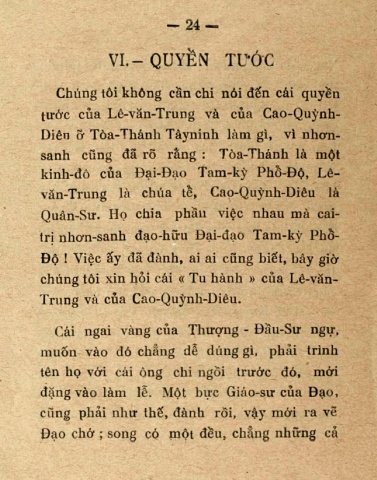 — 24 —
VI.— QUYỀN TƯỚC
Chúng tôi không cần chi nói đến cái quyền
tước của Lê-văn-Trung và của Cao-Quỳnh-
Diêu ở Tòa-Thánh Tâyninh làm gì, vì nhơn-
sanh cũng đã rõ rằng : Tòa-Thánh là một
kinh-đô của Đại-Đạo Tam-kỳ Phổ-Độ, Lê-
văn-Trung là chúa tể, Cao-Quỳnh-Diêu là
Quân-Sư. Họ chia phần việc nhau mà cai-
trị nhơn-sanh đạo-hữu Đại-đạo Tam-kỳ Phổ-
Độ ! Việc ấy đã đành, ai ai cũng biết, bây giờ
chúng tôi xin hỏi cái « Tu hành » của Lê-văn-
Trung và của Cao-Quỳnh-Diêu.
Cái ngai vàng của Thượng - Đầu-Sư ngự,
muốn vào đó chẳng dễ dúng gì, phải trình
tên họ với cái ông chi ngồi trước đó, mới
đặng vào làm lễ. Một bực Giáo-sư của Đạo,
cũng phải như thế, đành rồi, vậy mới ra vẽ
Đạo chớ ; song có một đều, chẳng những cả